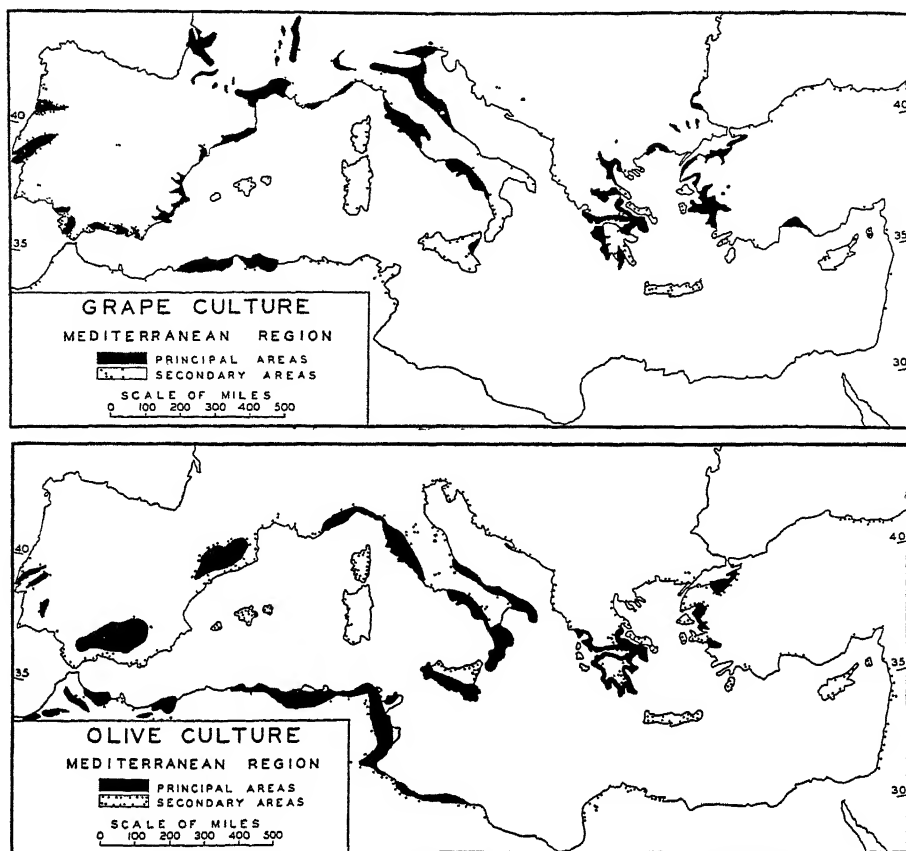 40
40
35
35
30
GRAPE CULTURE
MEDITERRANEAN REGION
PRINCIPAL AREAS
SECONDARY AREAS
SCALE OF MILES
0 100 200 300 400 500
40
40
35
35
30
OLIVE CULTURE
MEDITERRANEAN REGION
PRINCIPAL AREAS
SECONDARY AREAS
SCALE OF MILES
0 100 200 300 400 500